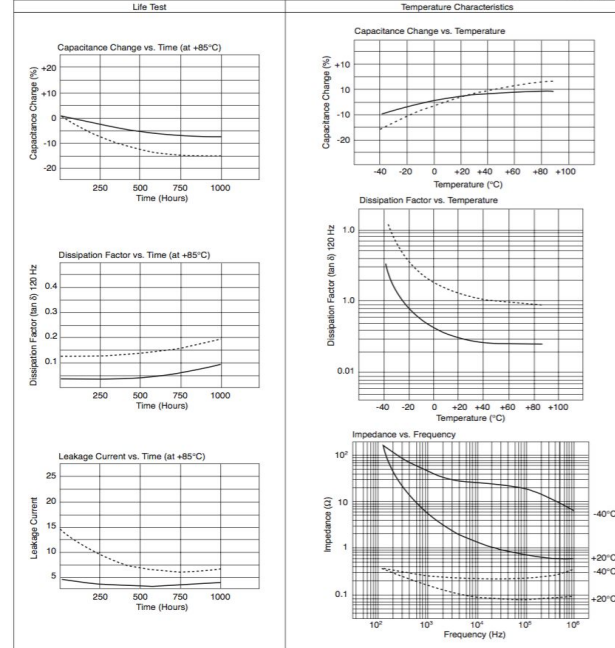 Life Test
Capacitance Change vs. Time (at +85°C)
Capacitance Change (%)
+20
+10
0
-10
-20
250 500 750 1000
Time (Hours)
Dissipation Factor vs. Time (at +85°C)
Dissipation Factor (tan δ) 120 Hz
0.4
0.3
0.2
0.1
250 500 750 1000
Time (Hours)
Leakage Current vs. Time (at +85°C)
Leakage Current
25
20
15
10
5
250 500 750 1000
Time (Hours)
Temperature Characteristics
Capacitance Change vs. Temperature
Capacitance Change (%)
+10
10
-10
-20
-40 -20 0 +20 +40 +60 +80 +100
Temperature (°C)
Dissipation Factor vs. Temperature
Dissipation Factor (tan δ) 120 Hz
1.0
1.0
0.01
-40 -20 0 +20 +40 +60 +80 +100
Temperature (°C)
Impedance vs. Frequency
Impedance (Ω)
10²
10
1
0.1
-40°C
+20°C
-40°C
+20°C
10² 10³ 10⁴ 10⁵ 10⁶
Frequency (Hz)